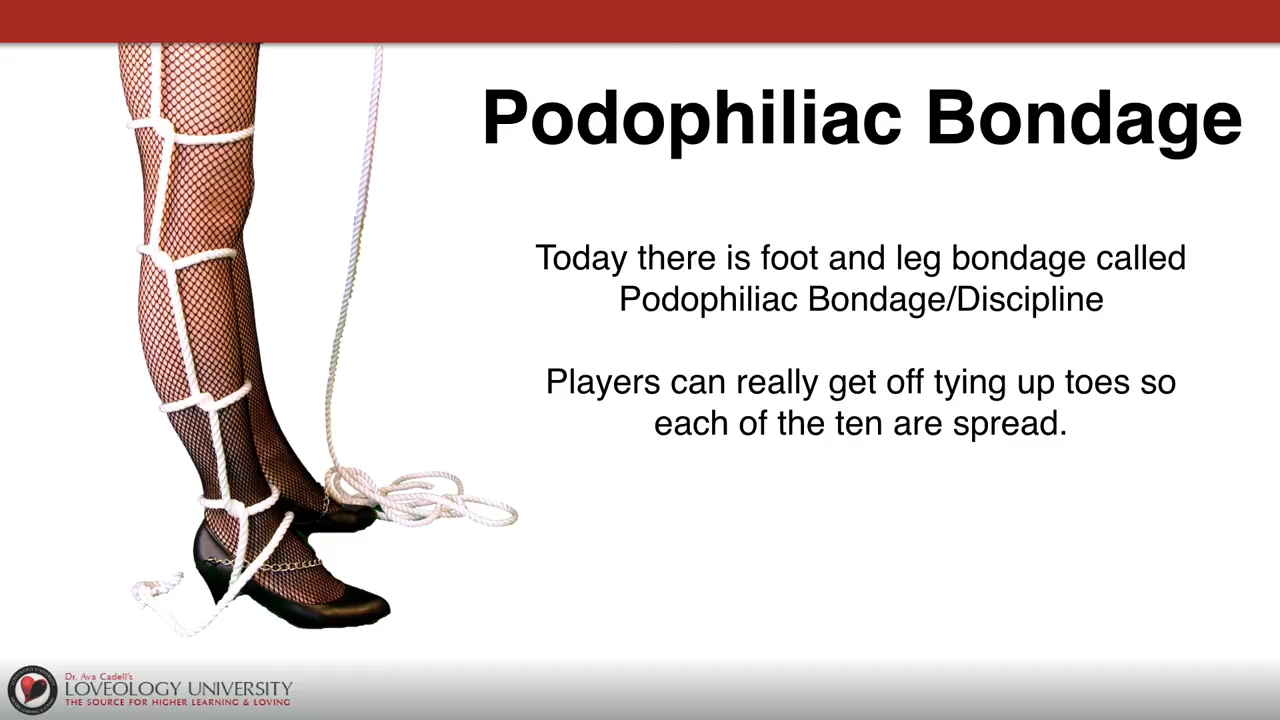 Podophiliac Bondage
Today there is foot and leg bondage called
Podophiliac Bondage/Discipline
Players can really get off tying up toes so
each of the ten are spread.
Dr. Ava Cadell's
LOVEOLOGY UNIVERSITY
THE SOURCE FOR HIGHER LEARNING & LOVING